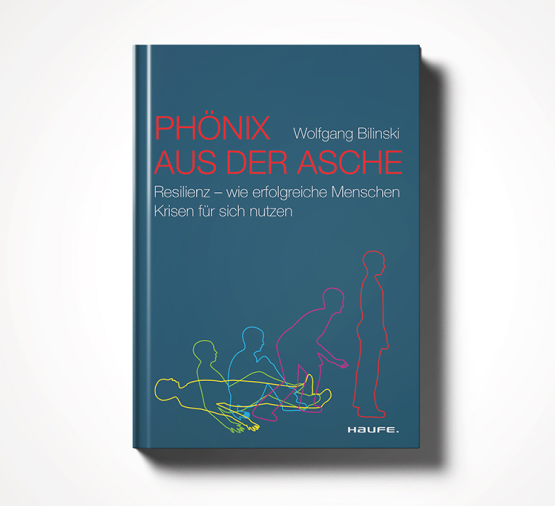 PHÖNIX
Wolfgang Bilinski
AUS DER ASCHE
Resilienz – wie erfolgreiche Menschen
Krisen für sich nutzen
HAUFE.